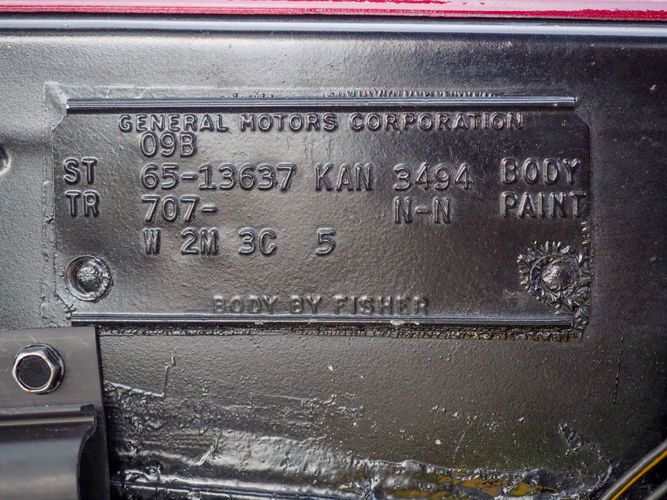 GENERAL MOTORS CORPORATION
09B
ST 65-13637 KAN 3494 BODY
TR 707- N-N PAINT
W 2M 3C 5
BODY BY FISHER